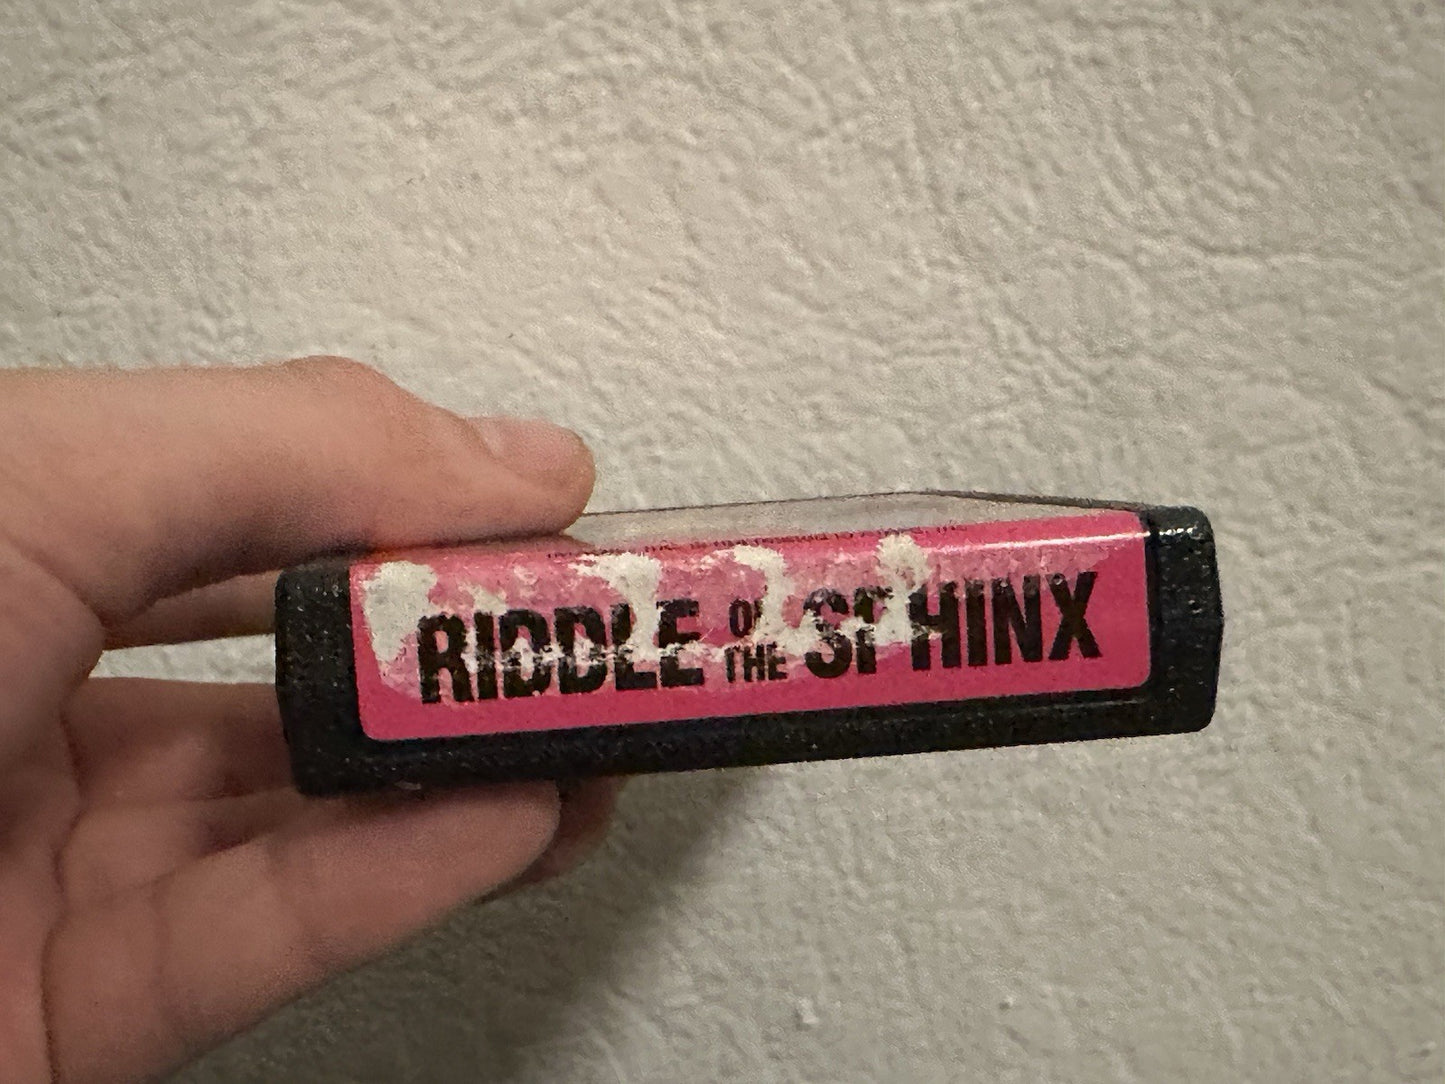 RIDDLE OF THE SPHINX